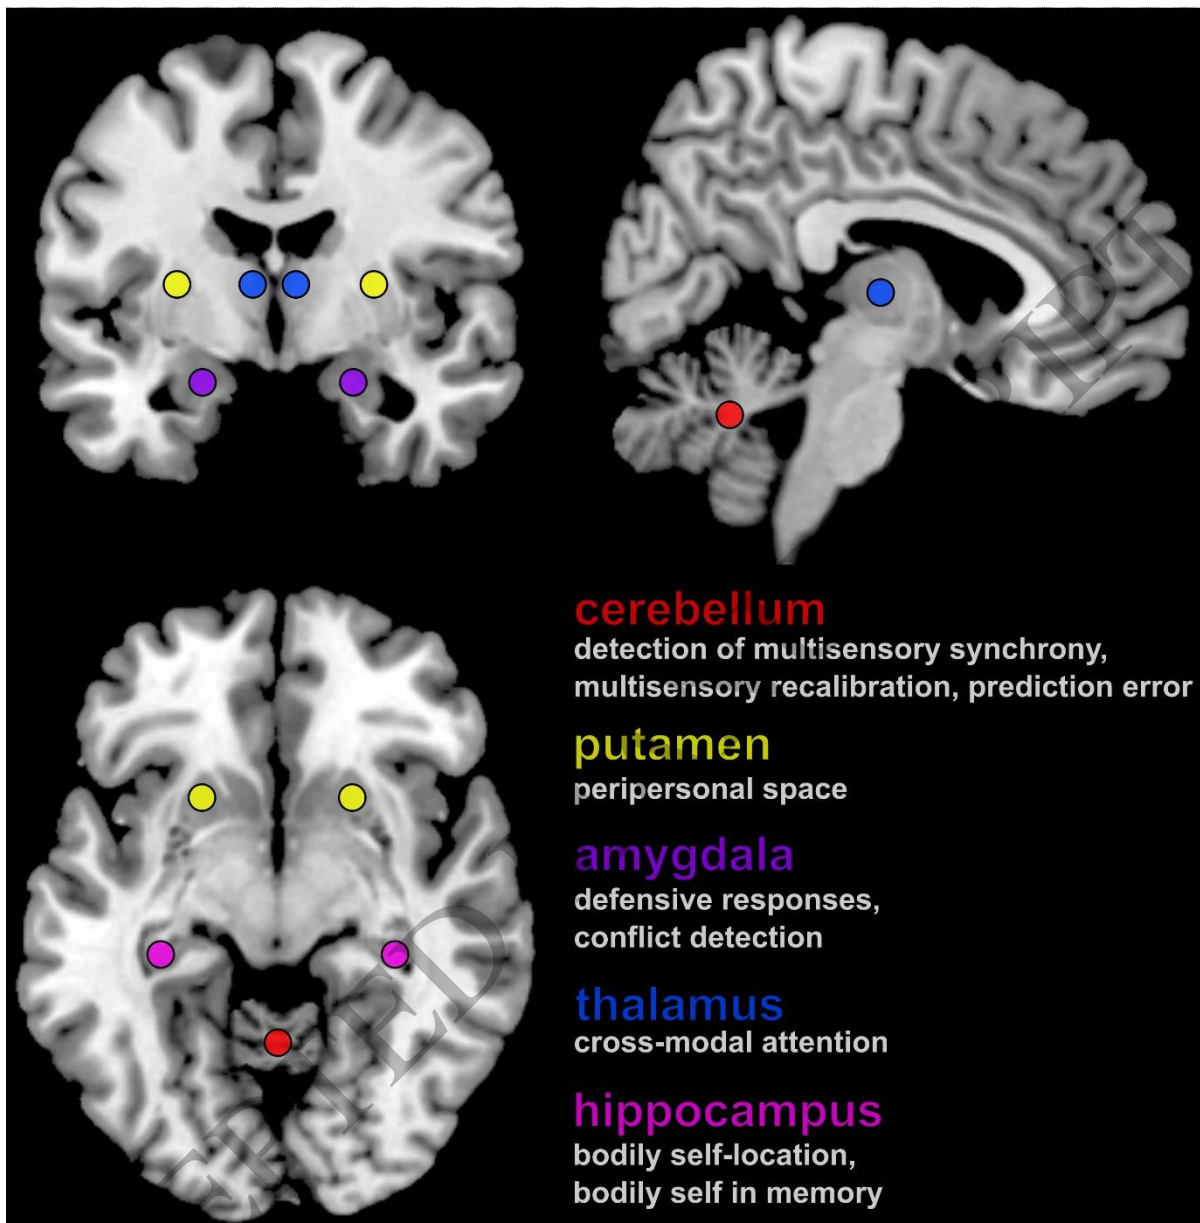 cerebellum
detection of multisensory synchrony,
multisensory recalibration, prediction error
putamen
peripersonal space
amygdala
defensive responses,
conflict detection
thalamus
cross-modal attention
hippocampus
bodily self-location,
bodily self in memory